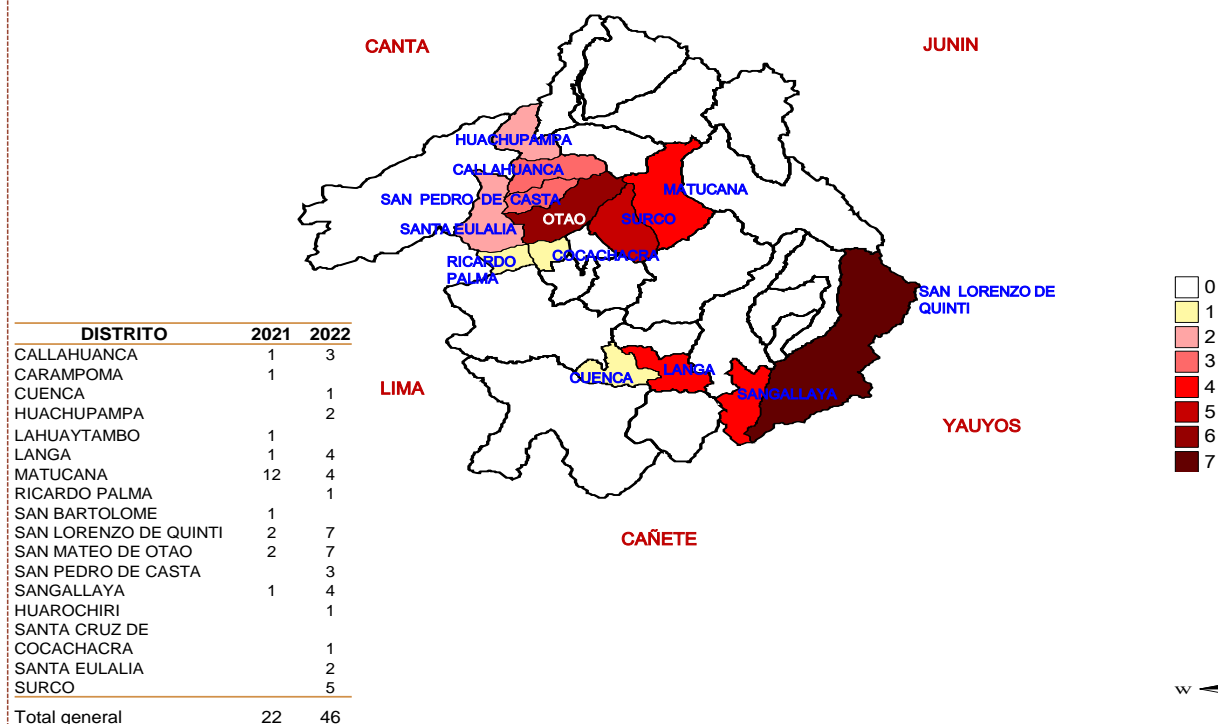 CANTA
JUNIN
HUACHUPAMPA
CALLAHUANCA
MATUCANA
SAN PEDRO DE CASTA
OTAO
SURCO
SANTA EULALIA
COCACHACRA
RICARDO
PALMA
SAN LORENZO DE
QUINTI
0
1
2
3
4
5
6
7
LANGA
CUENCA
SANGALLAYA
LIMA
YAUYOS
CAÑETE
W
DISTRITO 2021 2022
CALLAHUANCA 1 3
CARAMPOMA 1
CUENCA 1
HUACHUPAMPA 2
LAHUAYTAMBO 1
LANGA 1 4
MATUCANA 12 4
RICARDO PALMA 1
SAN BARTOLOME 1
SAN LORENZO DE QUINTI 2 7
SAN MATEO DE OTAO 2 7
SAN PEDRO DE CASTA 3
SANGALLAYA 1 4
HUAROCHIRI 1
SANTA CRUZ DE
COCACHACRA 1
SANTA EULALIA 2
SURCO 5
Total general 22 46